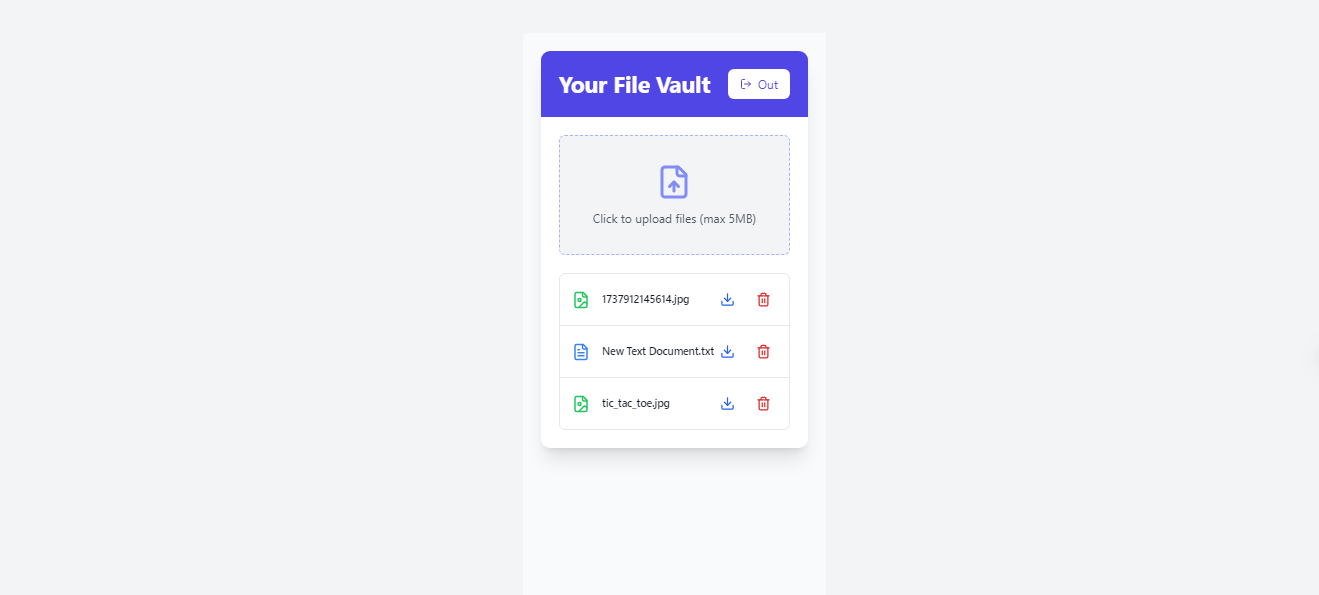 Your File Vault
Out
Click to upload files (max 5MB)
1737912145614.jpg
New Text Document.txt
tic_tac_toe.jpg